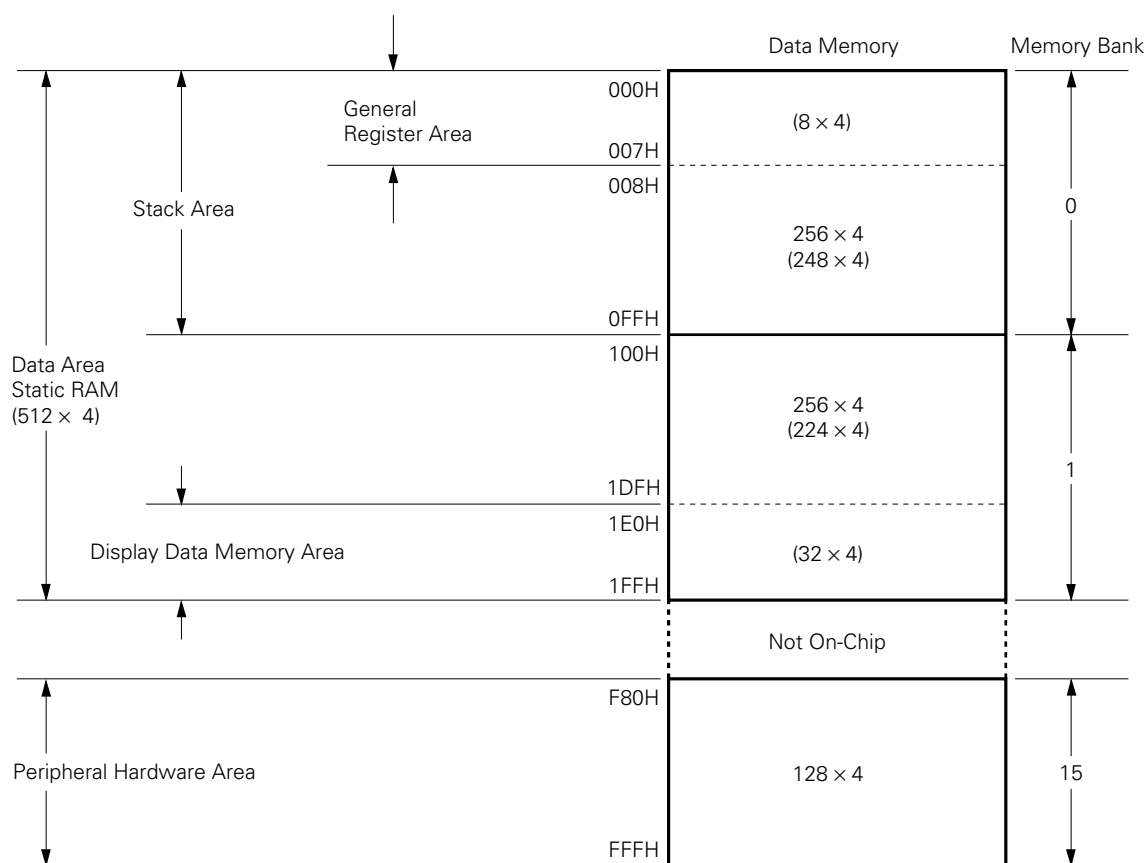 Data Memory
Memory Bank
000H
General
Register Area
(8 × 4)
007H
008H
Stack Area
0
256 × 4
(248 × 4)
0FFH
100H
Data Area
Static RAM
(512 × 4)
256 × 4
(224 × 4)
1
1DFH
1E0H
Display Data Memory Area
(32 × 4)
1FFH
Not On-Chip
F80H
Peripheral Hardware Area
128 × 4
15
FFFH